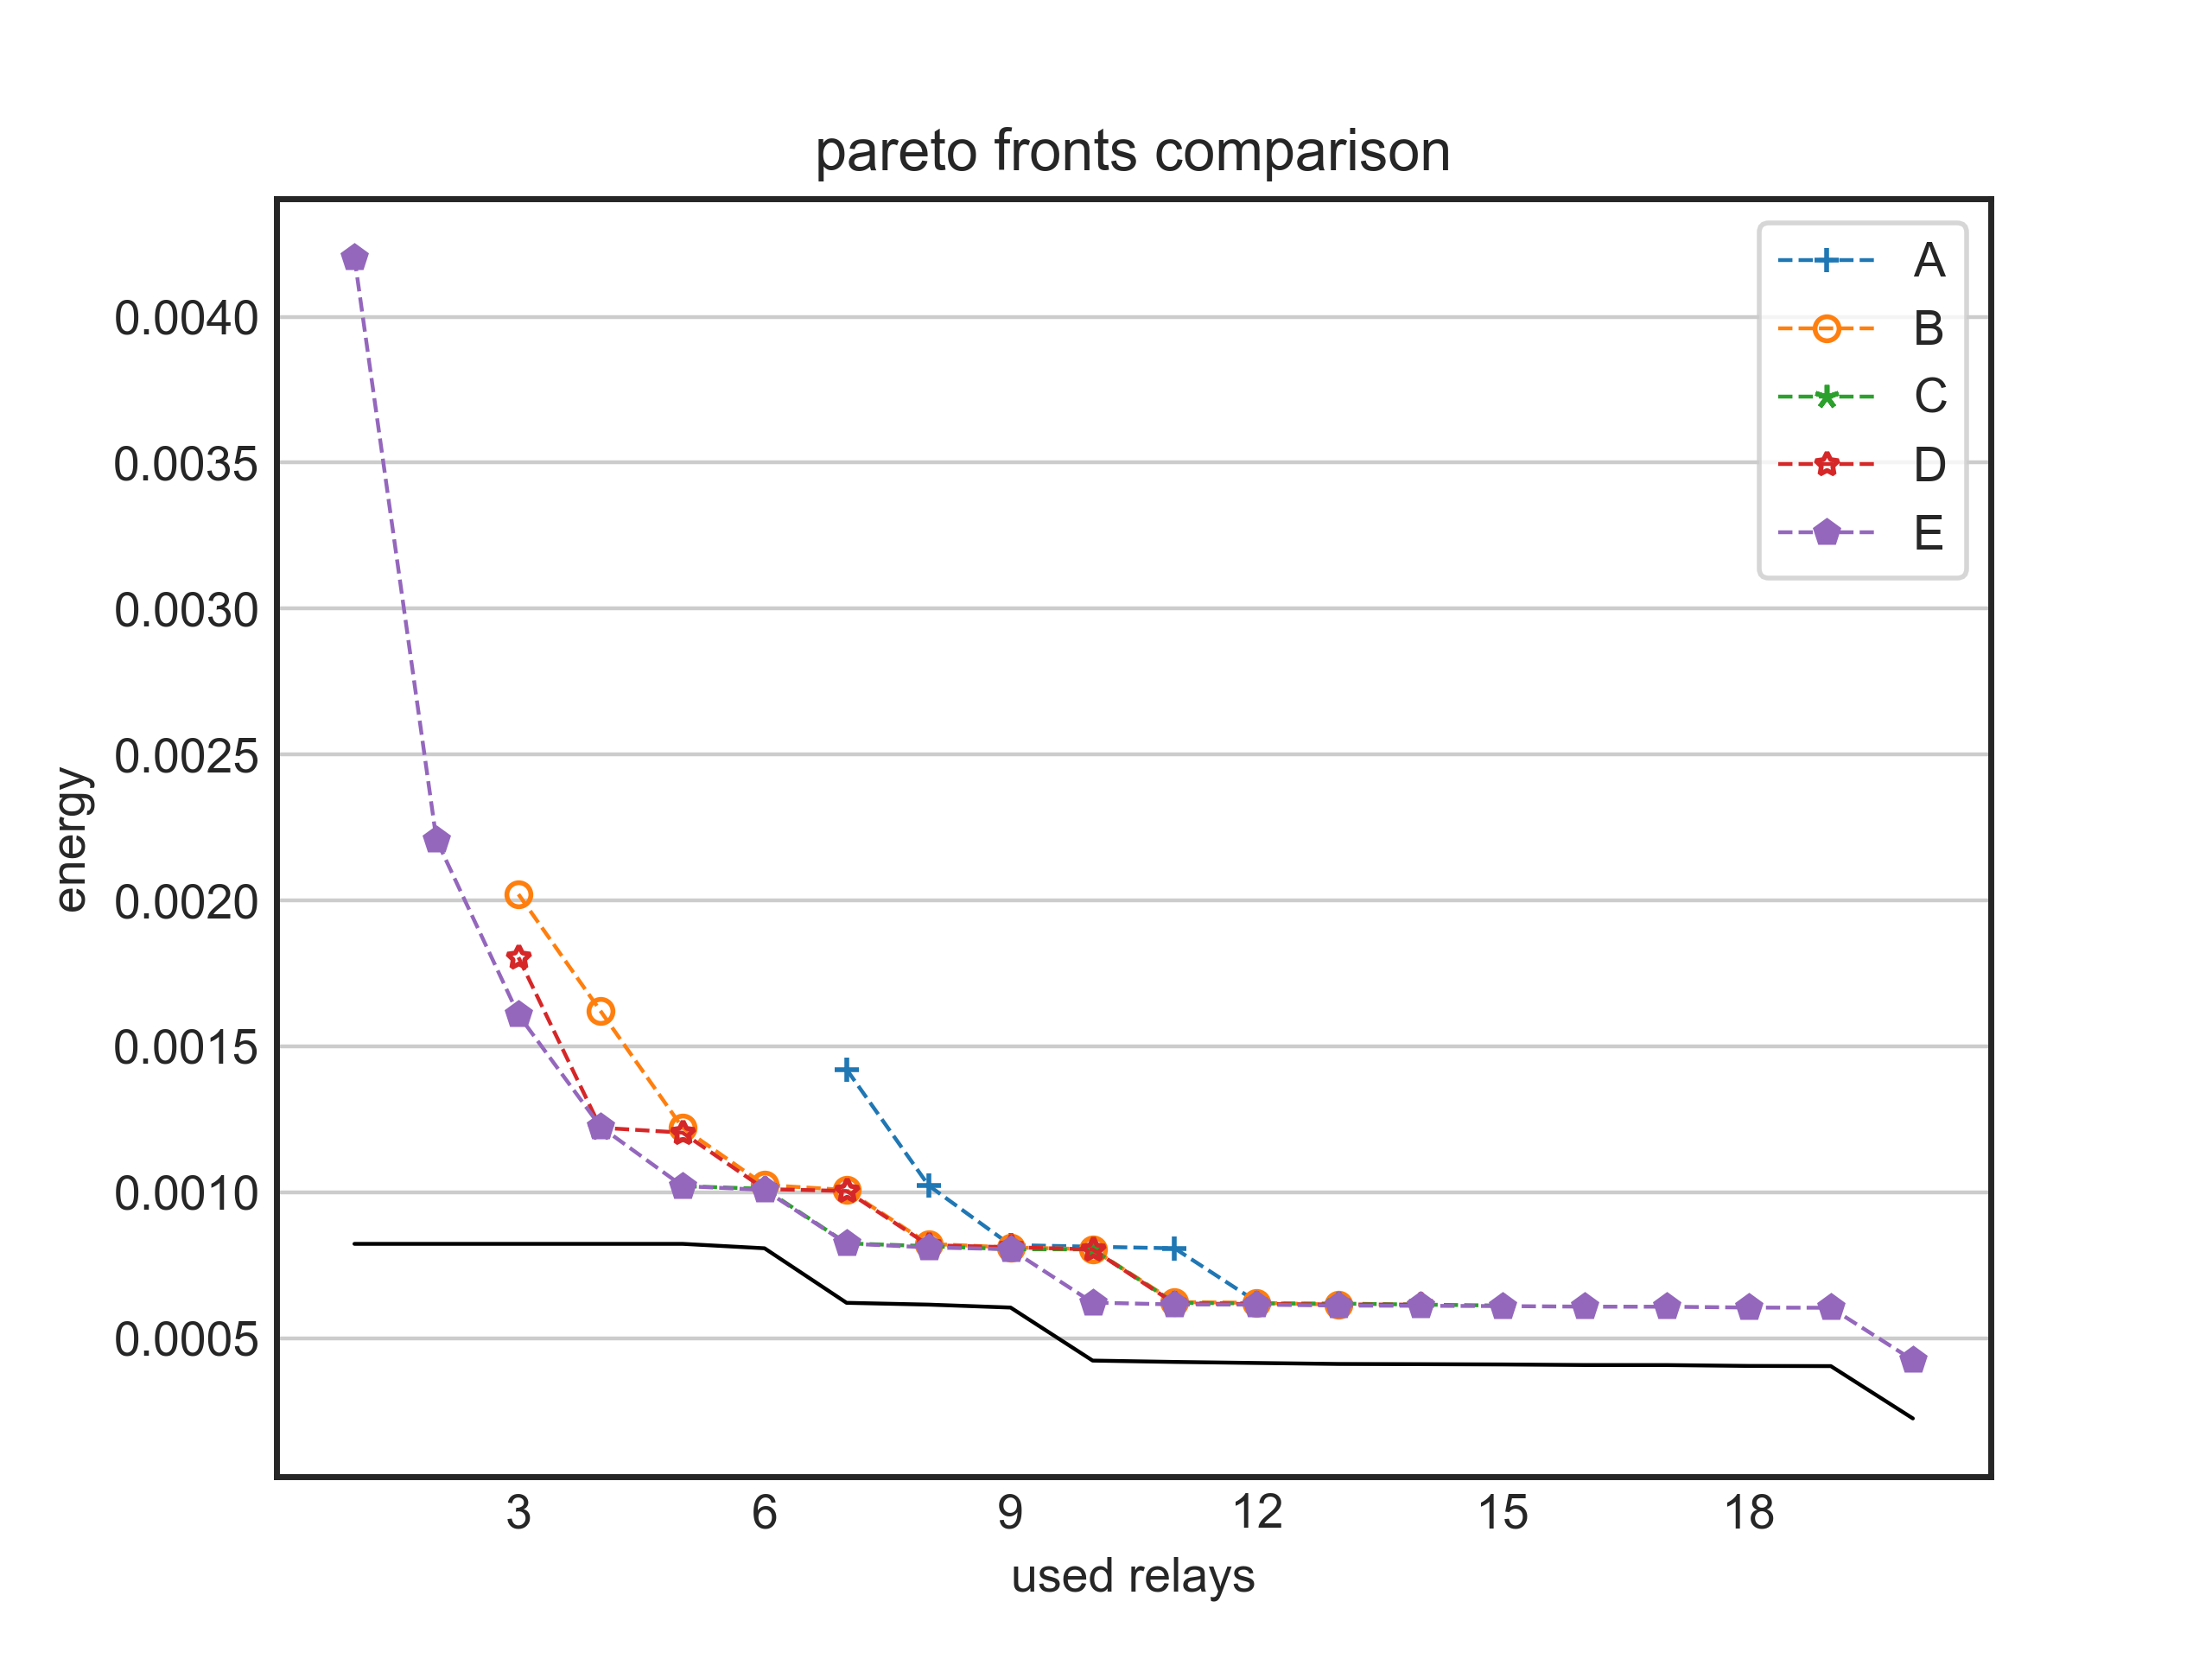 pareto fronts comparison
A
B
C
D
E
0.0040
0.0035
0.0030
0.0025
0.0020
0.0015
0.0010
0.0005
energy
3 6 9 12 15 18
used relays